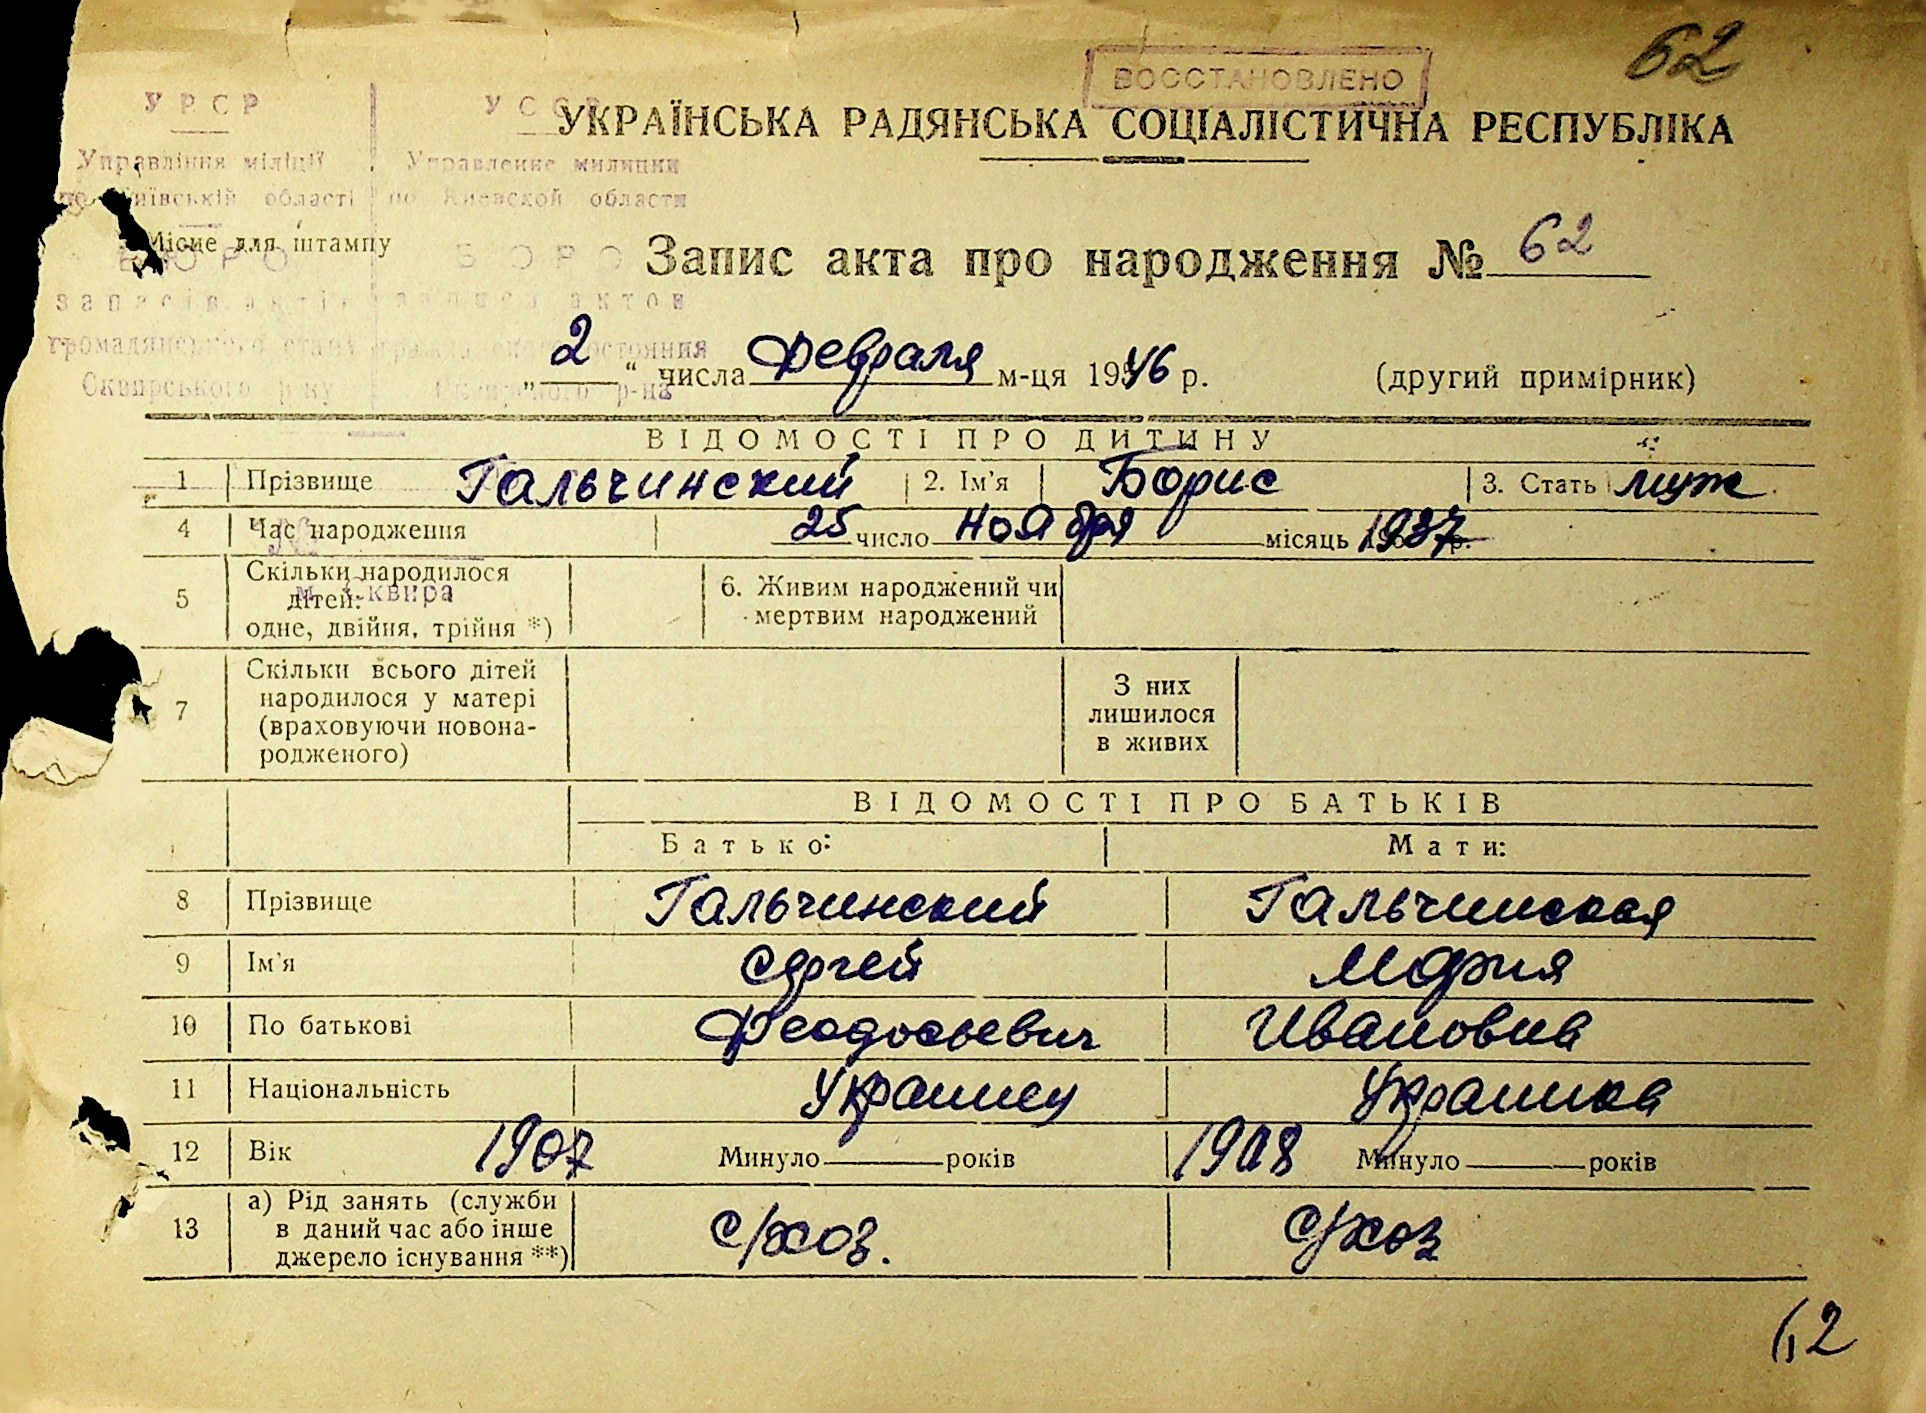 62
ВОССТАНОВЛЕНО
УРСР УССР
УКРАЇНСЬКА РАДЯНСЬКА СОЦІАЛІСТИЧНА РЕСПУБЛІКА
Управління міліції Управление милиции
по Київській області по Киевской области
Місце для штампу
БЮРО БЮРО
Запис акта про народження № 62
записів актів записи актов
громадянського стану гражданского состояния
Сквирського р-ну Сквирского р-на
„2“ числа Февраля м-ця 1946 р. (другий примірник)
ВІДОМОСТІ ПРО ДИТИНУ
1 Прізвище Гальчинский 2. Ім'я Борис 3. Стать муж.
4 Час народження 25 число ноября місяць 1937 р.
м. Сквира
5 Скільки народилося дітей: одне, двійня, трійня *) 6. Живим народжений чи мертвим народжений
7 Скільки всього дітей народилося у матері (враховуючи новона-родженого) З них лишилося в живих
ВІДОМОСТІ ПРО БАТЬКІВ
Батько: Мати:
8 Прізвище Гальчинский Гальчинская
9 Ім'я Сергей Мария
10 По батькові Феодосьевич Ивановна
11 Національність Украинец Украинка
12 Вік 1907 Минуло років 1908 Минуло років
13 а) Рід занять (служби в даний час або інше джерело існування **) с/хоз. с/хоз
62